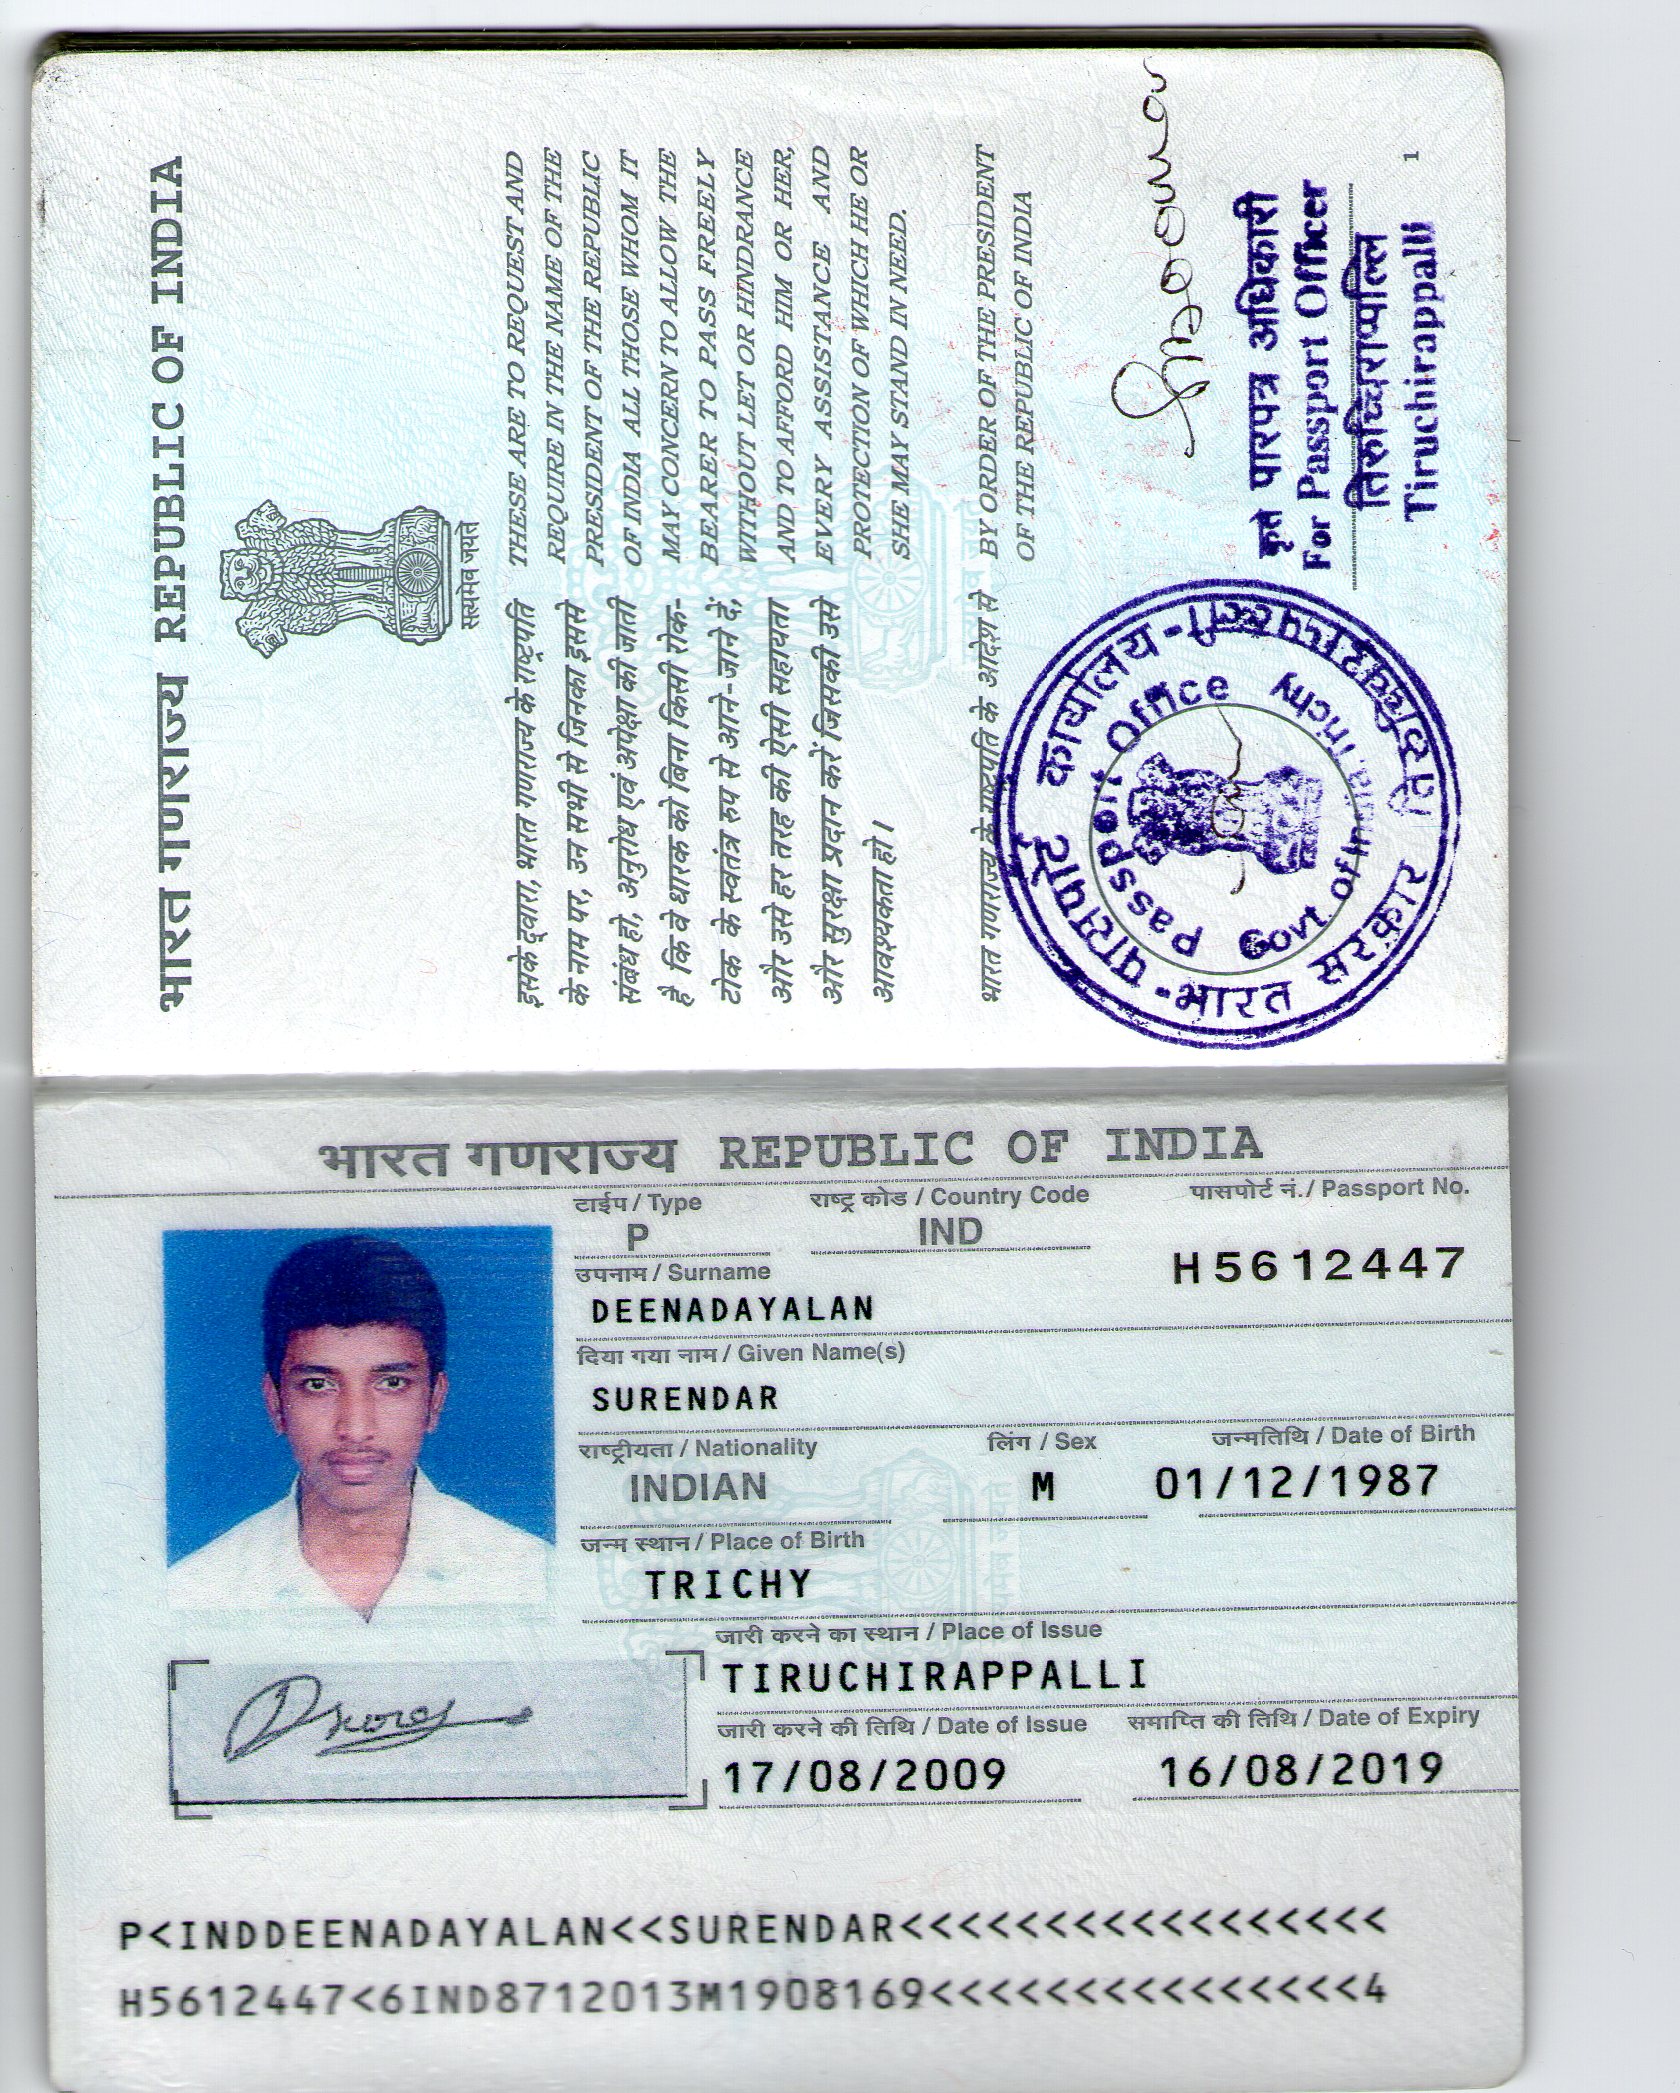 भारत गणराज्य REPUBLIC OF INDIA
सत्यमेव जयते
इसके द्वारा, भारत गणराज्य के राष्ट्रपति
के नाम पर, उन सभी से जिनका इससे
संबंध हो, अनुरोध एवं अपेक्षा की जाती
है कि वे धारक को बिना किसी रोक-
टोक के स्वतंत्र रुप से आने-जाने दें,
और उसे हर तरह की ऐसी सहायता
और सुरक्षा प्रदान करें जिसकी उसे
आवश्यकता हो।
THESE ARE TO REQUEST AND
REQUIRE IN THE NAME OF THE
PRESIDENT OF THE REPUBLIC
OF INDIA ALL THOSE WHOM IT
MAY CONCERN TO ALLOW THE
BEARER TO PASS FREELY
WITHOUT LET OR HINDRANCE
AND TO AFFORD HIM OR HER,
EVERY ASSISTANCE AND
PROTECTION OF WHICH HE OR
SHE MAY STAND IN NEED.
भारत गणराज्य के राष्ट्रपति के आदेश से
BY ORDER OF THE PRESIDENT
OF THE REPUBLIC OF INDIA
पासपोर्ट कार्यालय - तिरुच्चिराप्पल्ली
भारत सरकार
Passport Office Trichy
Govt of India
कृते पारपत्र अधिकारी
For Passport Officer
तिरुच्चिराप्पल्लि
Tiruchirappalli
1
भारत गणराज्य REPUBLIC OF INDIA
टाईप / Type राष्ट्र कोड / Country Code पासपोर्ट नं. / Passport No.
P IND H5612447
उपनाम / Surname
DEENADAYALAN
दिया गया नाम / Given Name(s)
SURENDAR
राष्ट्रीयता / Nationality लिंग / Sex जन्मतिथि / Date of Birth
INDIAN M 01/12/1987
जन्म स्थान / Place of Birth
TRICHY
जारी करने का स्थान / Place of Issue
TIRUCHIRAPPALLI
जारी करने की तिथि / Date of Issue समाप्ति की तिथि / Date of Expiry
17/08/2009 16/08/2019
P<INDDEENADAYALAN<<SURENDAR<<<<<<<<<<<<<<<<<
H5612447<6IND8712013M1908169<<<<<<<<<<<<<<<4